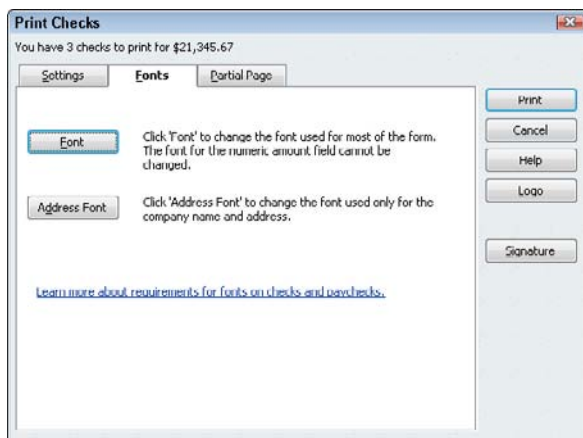 Print Checks
You have 3 checks to print for $21,345.67
Settings
Fonts
Partial Page
Font
Click 'Font' to change the font used for most of the form.
The font for the numeric amount field cannot be
changed.
Address Font
Click 'Address Font' to change the font used only for the
company name and address.
Learn more about requirements for fonts on checks and paychecks.
Print
Cancel
Help
Logo
Signature